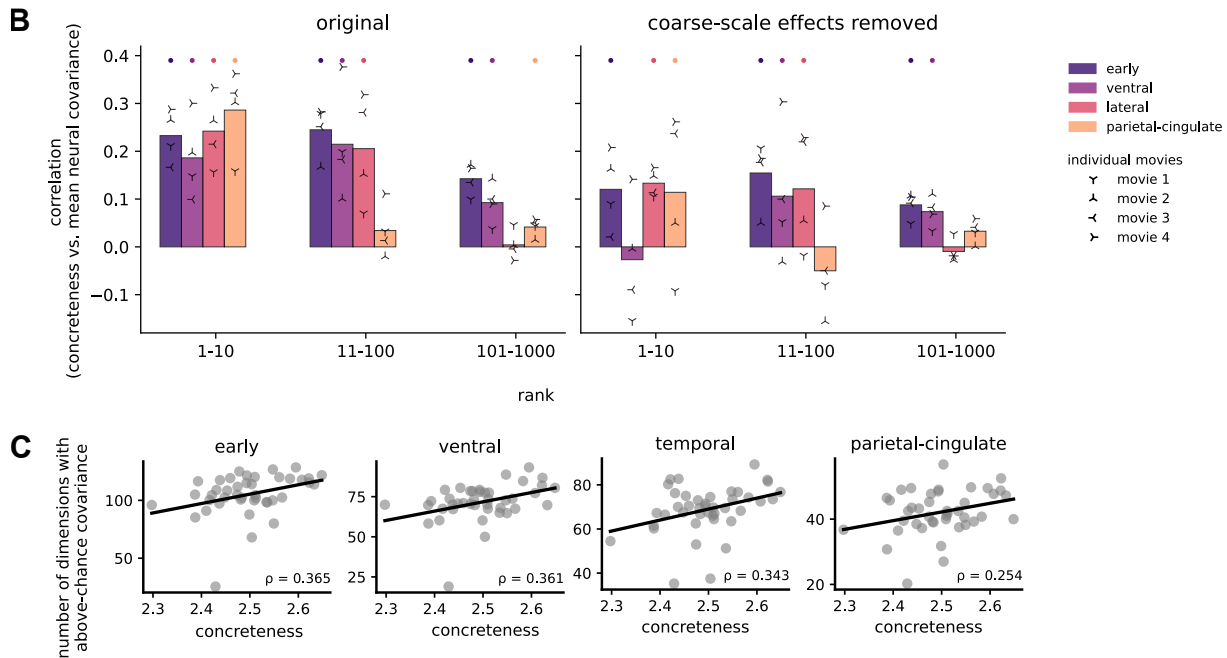 B
original
coarse-scale effects removed
correlation
(concreteness vs. mean neural covariance)
0.4
0.3
0.2
0.1
0.0
−0.1
1-10
11-100
101-1000
1-10
11-100
101-1000
rank
early
ventral
lateral
parietal-cingulate
individual movies
movie 1
movie 2
movie 3
movie 4
C
number of dimensions with
above-chance covariance
early
100
50
ρ = 0.365
2.3 2.4 2.5 2.6
concreteness
ventral
75
50
25
ρ = 0.361
2.3 2.4 2.5 2.6
concreteness
temporal
80
60
40
ρ = 0.343
2.3 2.4 2.5 2.6
concreteness
parietal-cingulate
80
60
40
20
ρ = 0.254
2.3 2.4 2.5 2.6
concreteness